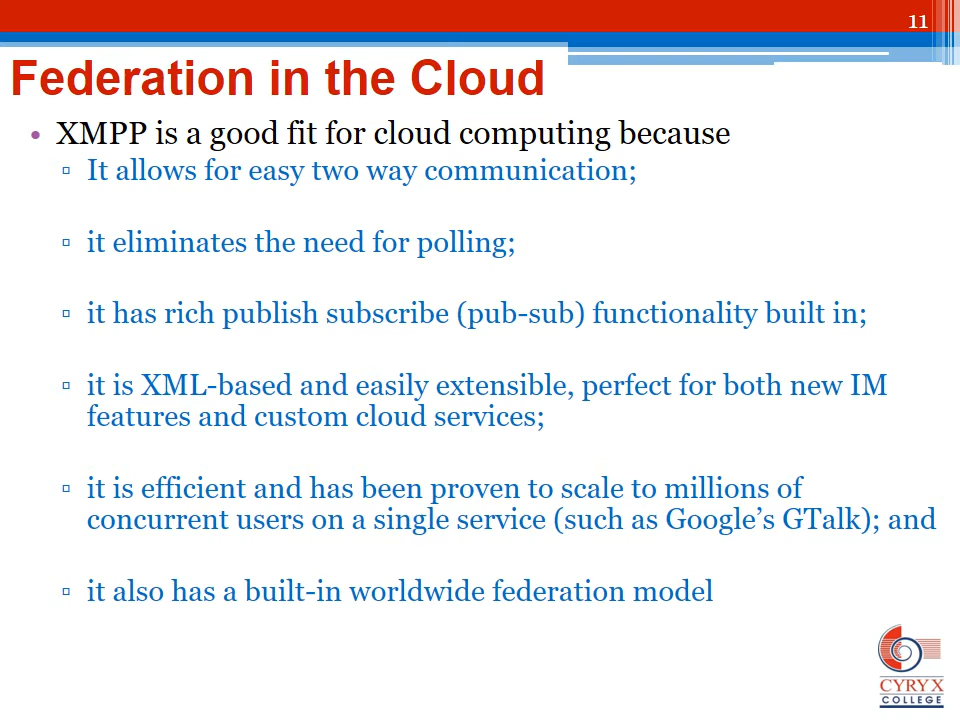 11
Federation in the Cloud
• XMPP is a good fit for cloud computing because
▫ It allows for easy two way communication;
▫ it eliminates the need for polling;
▫ it has rich publish subscribe (pub-sub) functionality built in;
▫ it is XML-based and easily extensible, perfect for both new IM
features and custom cloud services;
▫ it is efficient and has been proven to scale to millions of
concurrent users on a single service (such as Google’s GTalk); and
▫ it also has a built-in worldwide federation model
CYRYX
COLLEGE